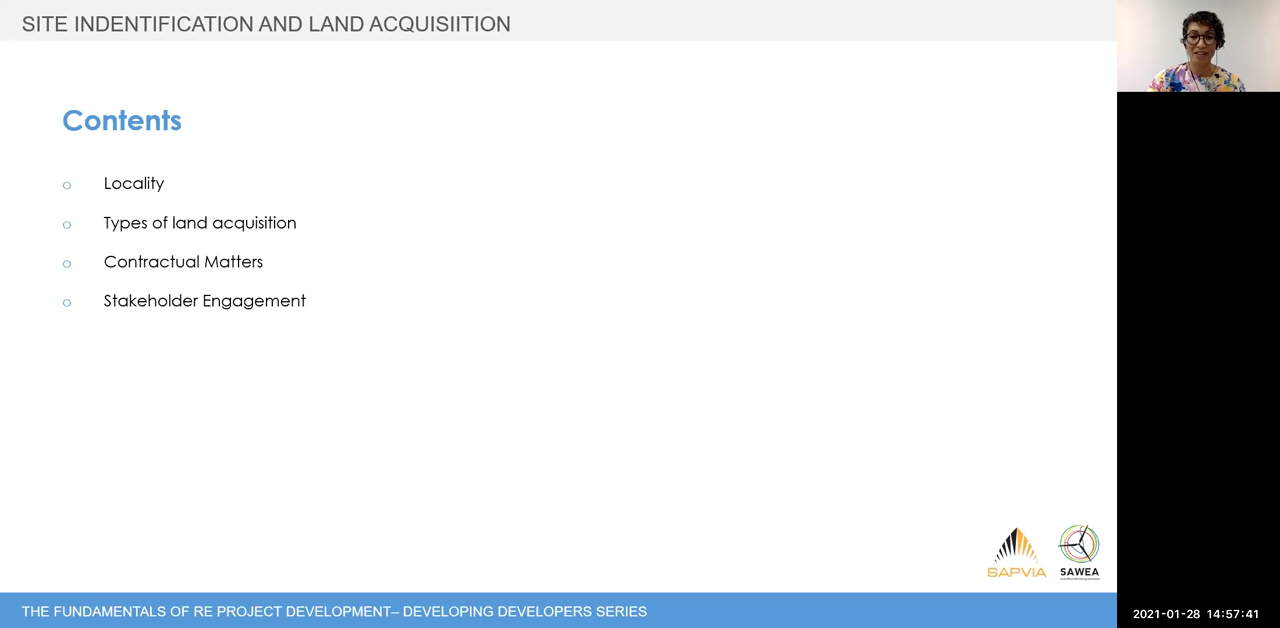 SITE INDENTIFICATION AND LAND ACQUISIITION
Contents
o Locality
o Types of land acquisition
o Contractual Matters
o Stakeholder Engagement
SAPVIA
SAWEA
THE FUNDAMENTALS OF RE PROJECT DEVELOPMENT– DEVELOPING DEVELOPERS SERIES
2021-01-28 14:57:41